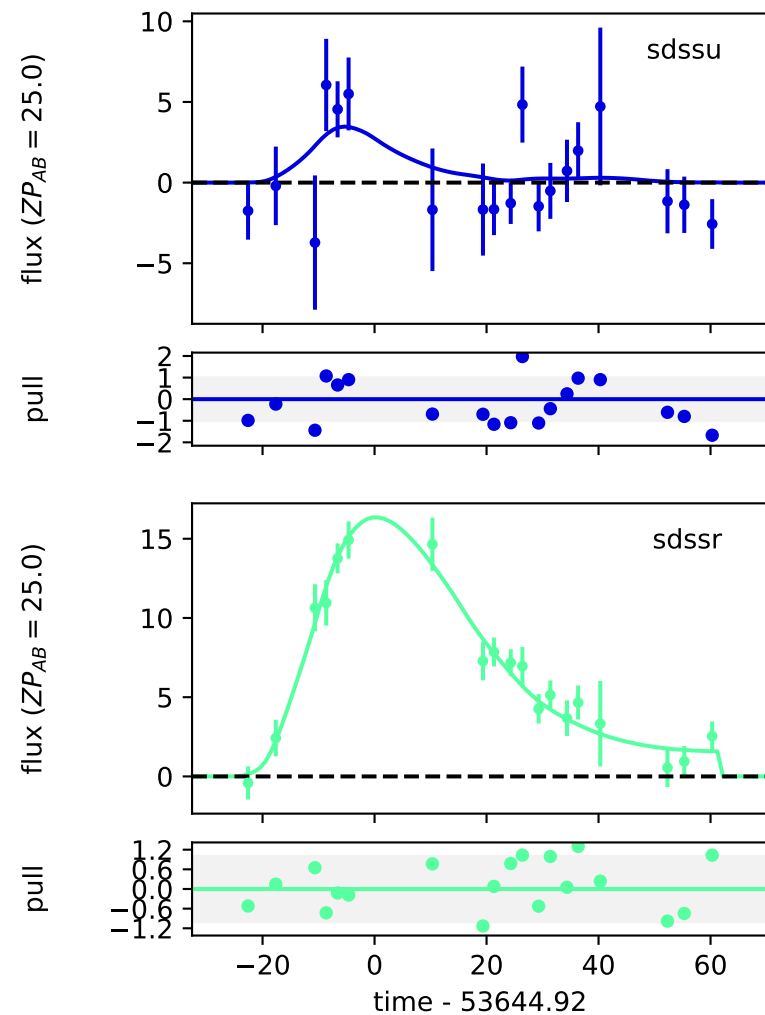 10
5
0
−5
flux (ZP_AB = 25.0)
sdssu
2
1
0
−1
−2
pull
15
10
5
0
flux (ZP_AB = 25.0)
sdssr
1.2
0.6
0.0
−0.6
−1.2
pull
−20 0 20 40 60
time - 53644.92